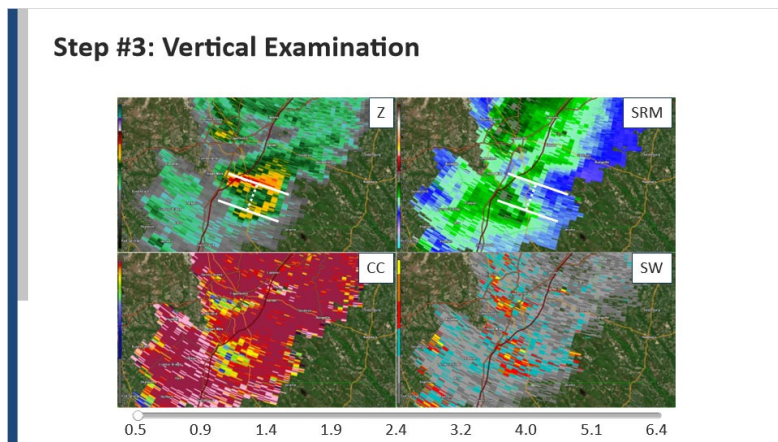 Step #3: Vertical Examination
Z
SRM
CC
SW
0.5 0.9 1.4 1.9 2.4 3.2 4.0 5.1 6.4